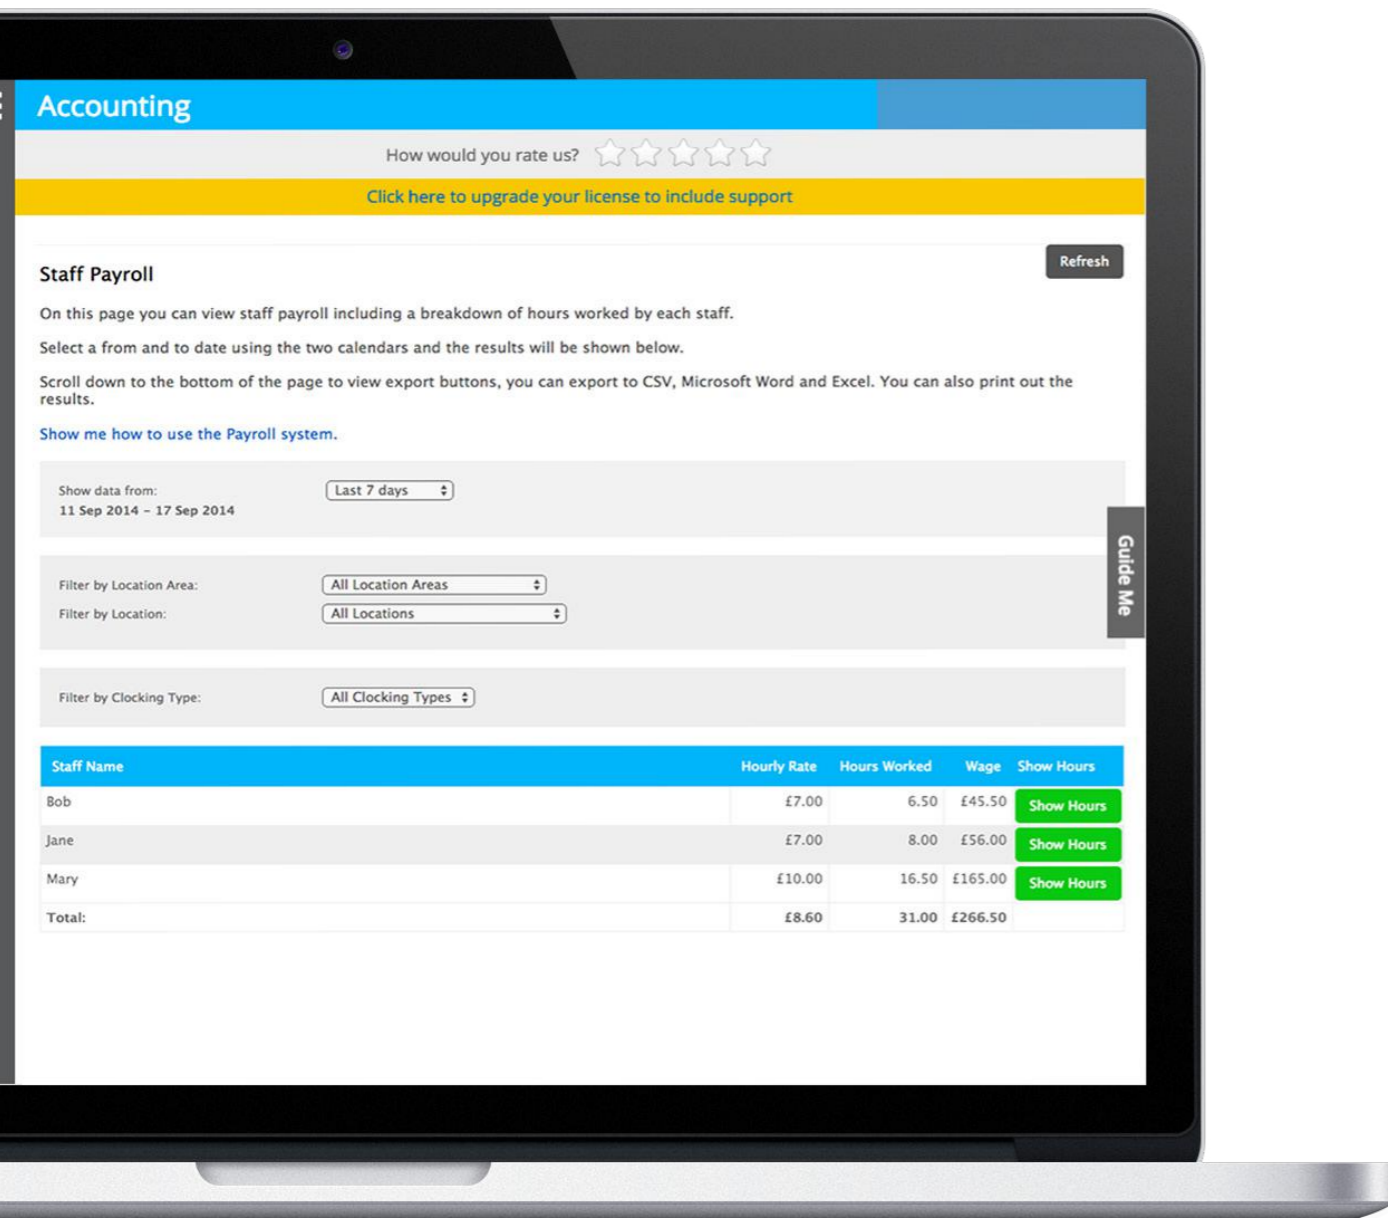 Accounting
How would you rate us?
Click here to upgrade your license to include support
Refresh
Staff Payroll
On this page you can view staff payroll including a breakdown of hours worked by each staff.
Select a from and to date using the two calendars and the results will be shown below.
Scroll down to the bottom of the page to view export buttons, you can export to CSV, Microsoft Word and Excel. You can also print out the
results.
Show me how to use the Payroll system.
Show data from: Last 7 days
11 Sep 2014 - 17 Sep 2014
Guide Me
Filter by Location Area: All Location Areas
Filter by Location: All Locations
Filter by Clocking Type: All Clocking Types
Staff Name Hourly Rate Hours Worked Wage Show Hours
Bob £7.00 6.50 £45.50 Show Hours
Jane £7.00 8.00 £56.00 Show Hours
Mary £10.00 16.50 £165.00 Show Hours
Total: £8.60 31.00 £266.50